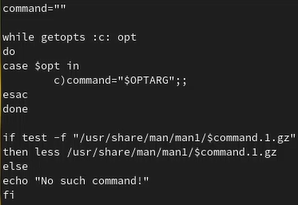 command=""
while getopts :c: opt
do
case $opt in
c)command="$OPTARG";;
esac
done
if test -f "/usr/share/man/man1/$command.1.gz"
then less /usr/share/man/man1/$command.1.gz
else
echo "No such command!"
fi